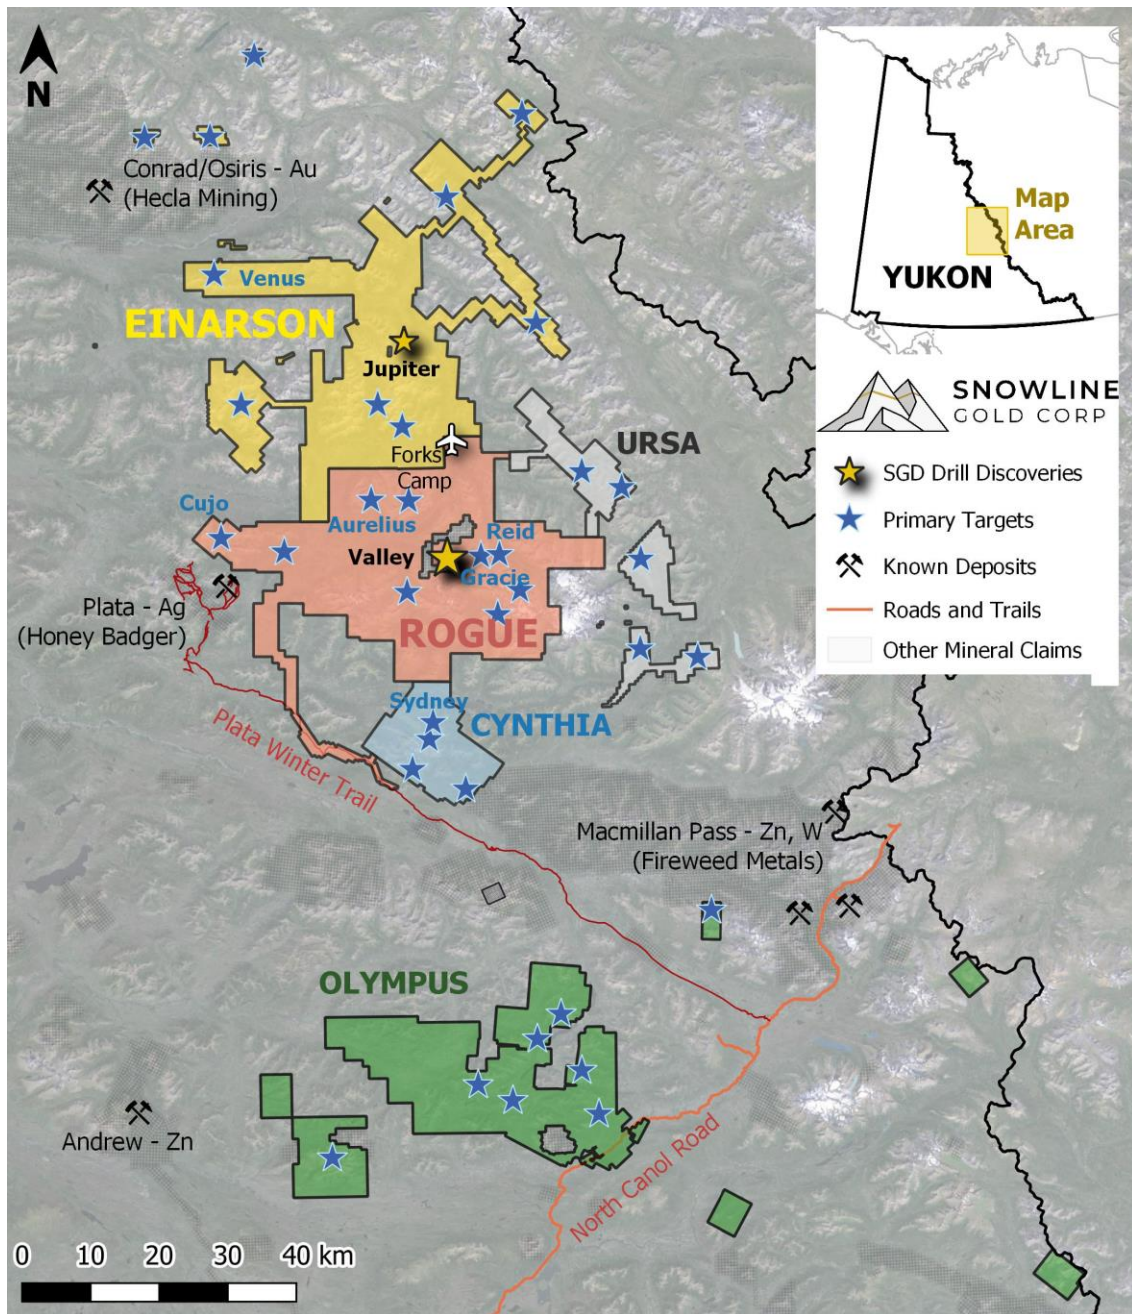 N
Conrad/Osiris - Au
(Hecla Mining)
Venus
EINARSON
Jupiter
Forks
Camp
URSA
Cujo
Aurelius
Valley
Reid
Gracie
Plata - Ag
(Honey Badger)
ROGUE
Sydney
CYNTHIA
Plata Winter Trail
Macmillan Pass - Zn, W
(Fireweed Metals)
OLYMPUS
Andrew - Zn
North Canol Road
0 10 20 30 40 km
Map
Area
YUKON
SNOWLINE
GOLD CORP
SGD Drill Discoveries
Primary Targets
Known Deposits
Roads and Trails
Other Mineral Claims